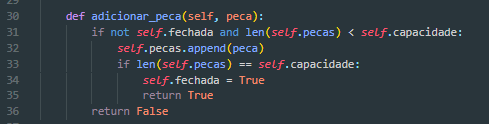 30 def adicionar_peca(self, peca):
31 if not self.fechada and len(self.pecas) < self.capacidade:
32 self.pecas.append(peca)
33 if len(self.pecas) == self.capacidade:
34 self.fechada = True
35 return True
36 return False